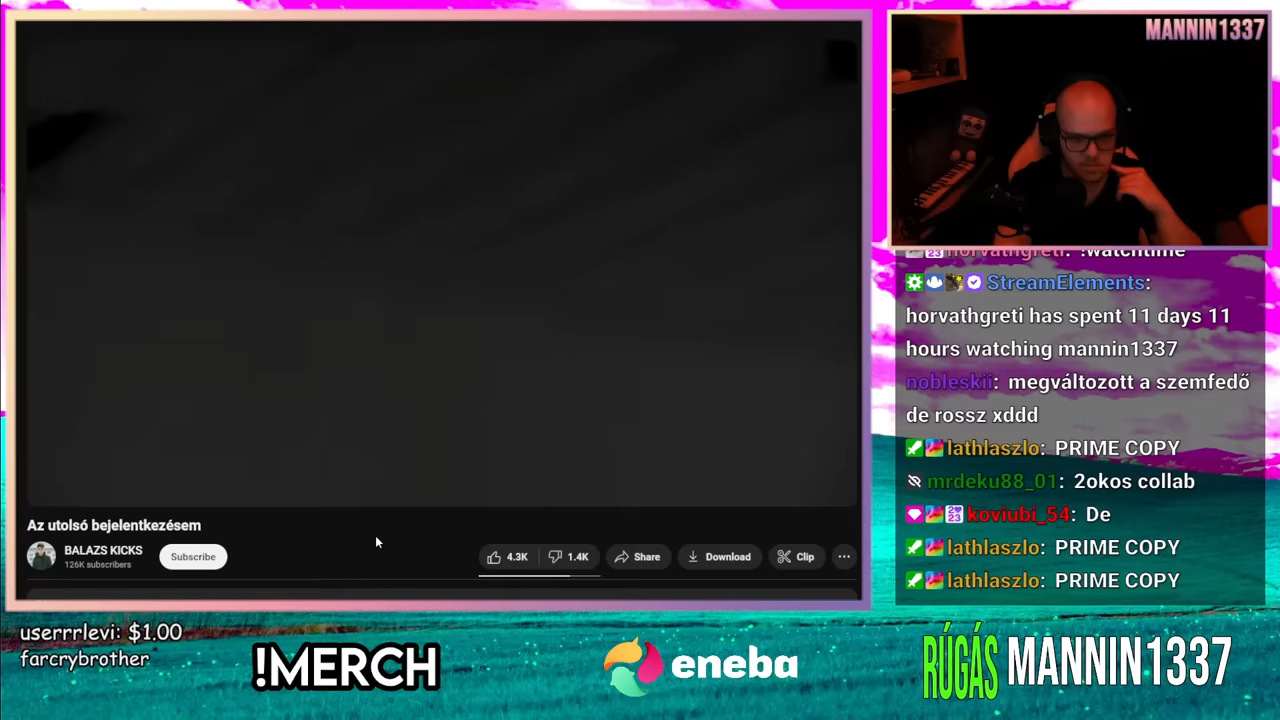 MANNIN1337
horvathgreti: !watchtime
StreamElements:
horvathgreti has spent 11 days 11
hours watching mannin1337
nobleskii: megváltozott a szemfedő
de rossz xddd
lathlaszlo: PRIME COPY
mrdeku88_01: 2okos collab
koviubi_54: De
lathlaszlo: PRIME COPY
lathlaszlo: PRIME COPY
Az utolsó bejelentkezésem
BALAZS KICKS
126K subscribers
Subscribe
4.3K
1.4K
Share
Download
Clip
userrrlevi: $1.00
farcrybrother
!MERCH
eneba
RÚGÁS MANNIN1337